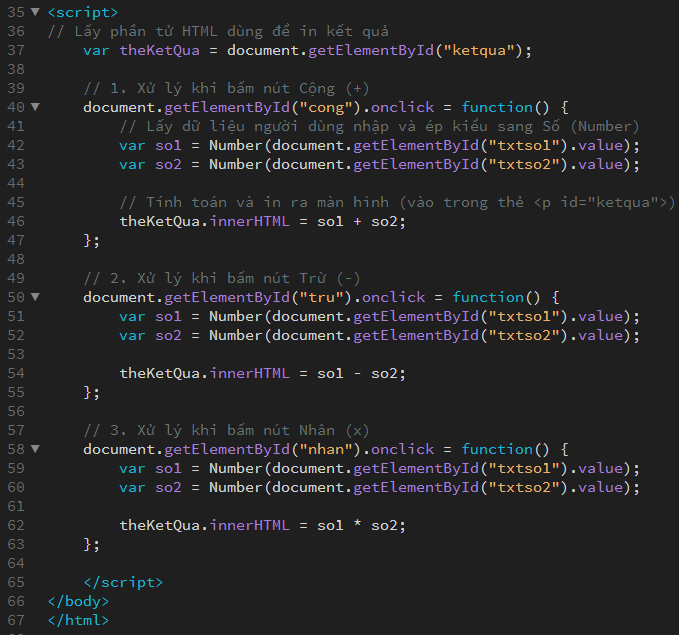 35 <script>
36 // Lấy phần tử HTML dùng để in kết quả
37 var theKetQua = document.getElementById("ketqua");
38
39 // 1. Xử lý khi bấm nút Cộng (+)
40 document.getElementById("cong").onclick = function() {
41 // Lấy dữ liệu người dùng nhập và ép kiểu sang Số (Number)
42 var so1 = Number(document.getElementById("txtso1").value);
43 var so2 = Number(document.getElementById("txtso2").value);
44
45 // Tính toán và in ra màn hình (vào trong thẻ <p id="ketqua">)
46 theKetQua.innerHTML = so1 + so2;
47 };
48
49 // 2. Xử lý khi bấm nút Trừ (-)
50 document.getElementById("tru").onclick = function() {
51 var so1 = Number(document.getElementById("txtso1").value);
52 var so2 = Number(document.getElementById("txtso2").value);
53
54 theKetQua.innerHTML = so1 - so2;
55 };
56
57 // 3. Xử lý khi bấm nút Nhân (x)
58 document.getElementById("nhan").onclick = function() {
59 var so1 = Number(document.getElementById("txtso1").value);
60 var so2 = Number(document.getElementById("txtso2").value);
61
62 theKetQua.innerHTML = so1 * so2;
63 };
64
65 </script>
66 </body>
67 </html>